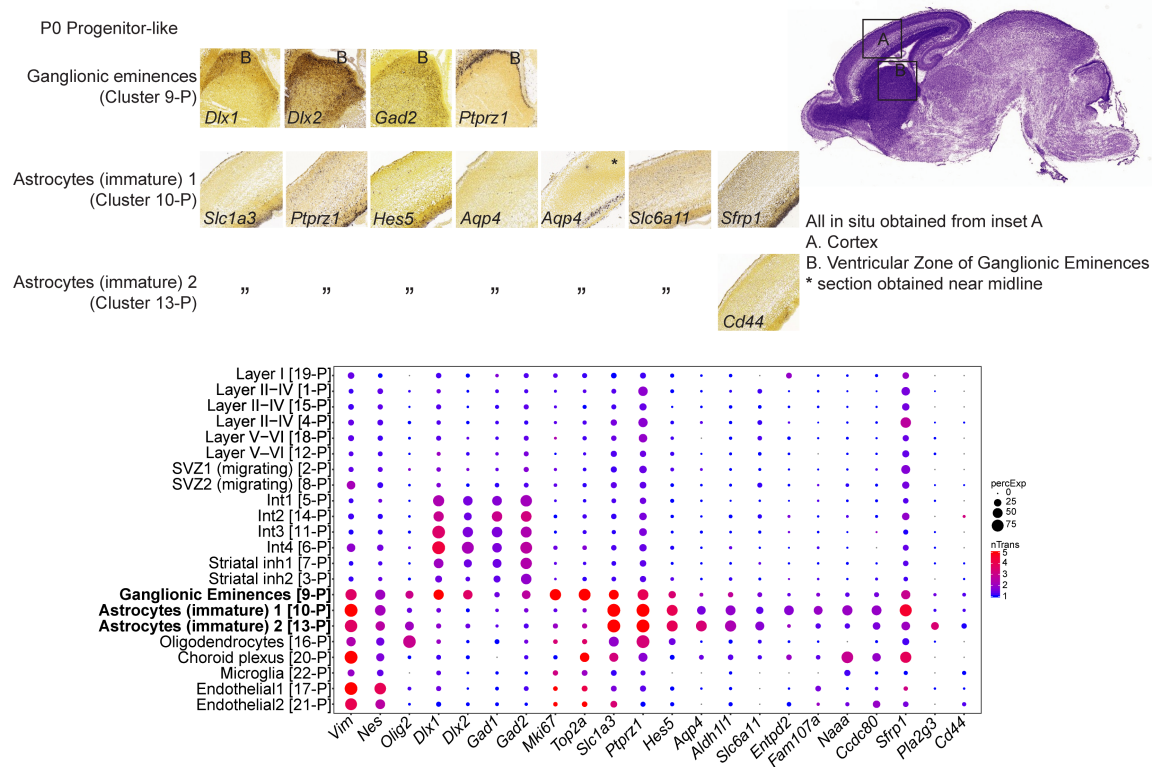 P0 Progenitor-like
Ganglionic eminences
(Cluster 9-P)
B
B
B
B
Dlx1
Dlx2
Gad2
Ptprz1
A
B
Astrocytes (immature) 1
(Cluster 10-P)
*
Slc1a3
Ptprz1
Hes5
Aqp4
Aqp4
Slc6a11
Sfrp1
All in situ obtained from inset A
A. Cortex
B. Ventricular Zone of Ganglionic Eminences
* section obtained near midline
Astrocytes (immature) 2
(Cluster 13-P)
” ” ” ” ” ”
Cd44
Layer I [19-P]
Layer II−IV [1-P]
Layer II−IV [15-P]
Layer II−IV [4-P]
Layer V−VI [18-P]
Layer V–VI [12-P]
SVZ1 (migrating) [2-P]
SVZ2 (migrating) [8-P]
Int1 [5-P]
Int2 [14-P]
Int3 [11-P]
Int4 [6-P]
Striatal inh1 [7-P]
Striatal inh2 [3-P]
Ganglionic Eminences [9-P]
Astrocytes (immature) 1 [10-P]
Astrocytes (immature) 2 [13-P]
Oligodendrocytes [16-P]
Choroid plexus [20-P]
Microglia [22-P]
Endothelial1 [17-P]
Endothelial2 [21-P]
Vim
Nes
Olig2
Dlx1
Dlx2
Gad1
Gad2
Mki67
Top2a
Slc1a3
Ptprz1
Hes5
Aqp4
Aldh1l1
Slc6a11
Entpd2
Fam107a
Naaa
Ccdc80
Sfrp1
Pla2g3
Cd44
percExp
0
25
50
75
nTrans
5
4
3
2
1